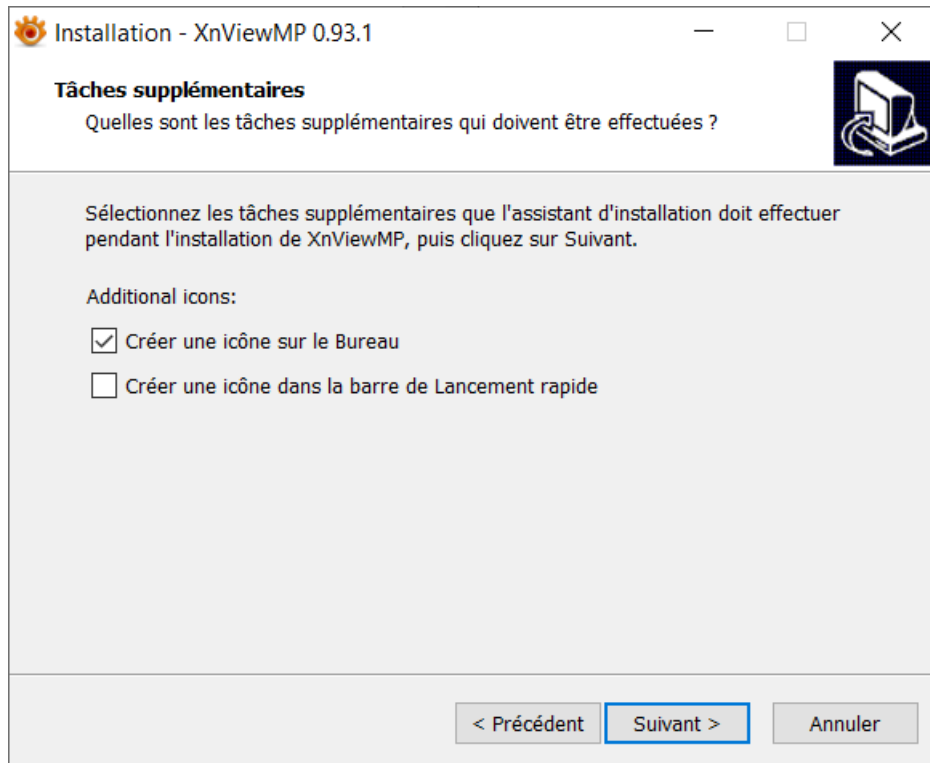 Installation - XnViewMP 0.93.1
Tâches supplémentaires
Quelles sont les tâches supplémentaires qui doivent être effectuées ?
Sélectionnez les tâches supplémentaires que l'assistant d'installation doit effectuer
pendant l'installation de XnViewMP, puis cliquez sur Suivant.
Additional icons:
Créer une icône sur le Bureau
Créer une icône dans la barre de Lancement rapide
< Précédent Suivant > Annuler